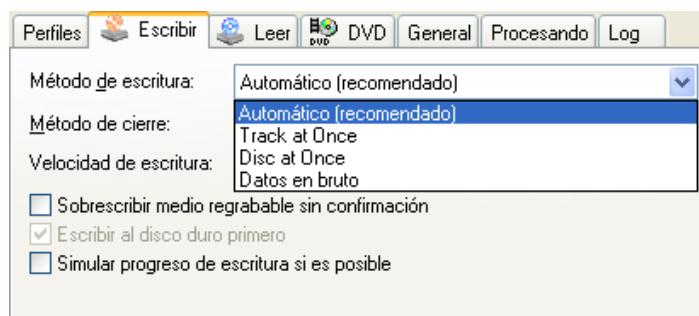 Perfiles Escribir Leer DVD DVD General Procesando Log
Método de escritura: Automático (recomendado)
Automático (recomendado)
Método de cierre:
Track at Once
Disc at Once
Velocidad de escritura:
Datos en bruto
Sobrescribir medio regrabable sin confirmación
Escribir al disco duro primero
Simular progreso de escritura si es posible